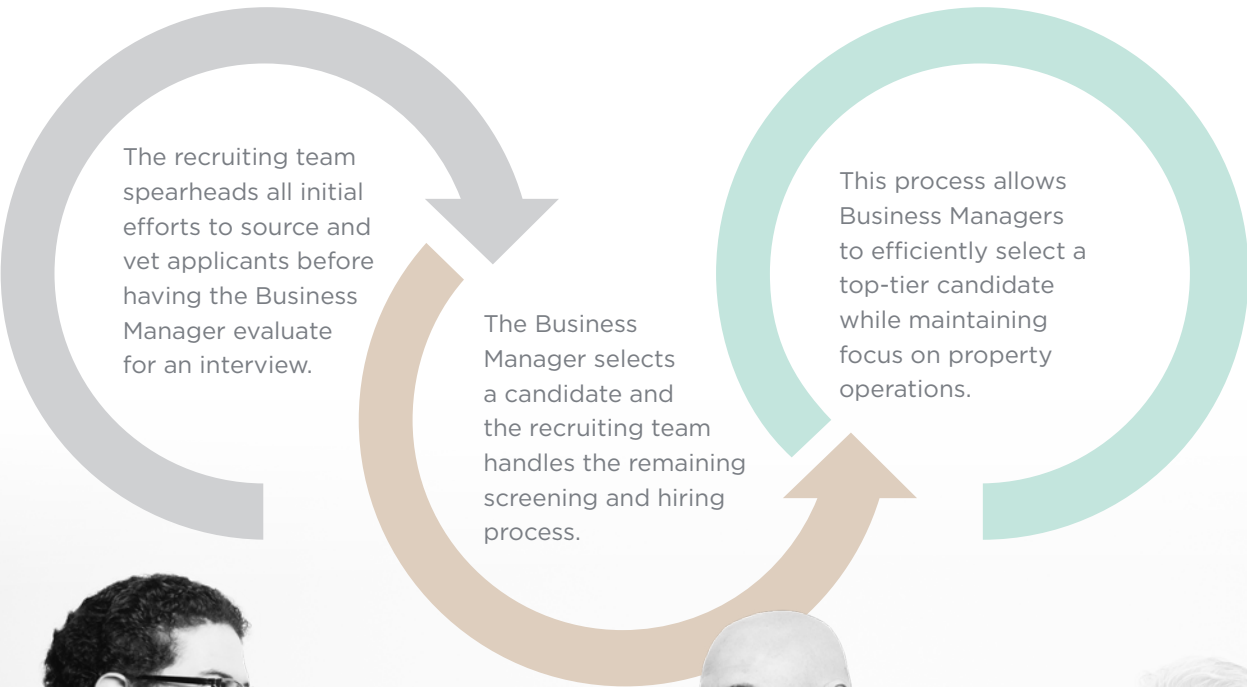 The recruiting team
spearheads all initial
efforts to source and
vet applicants before
having the Business
Manager evaluate
for an interview.
The Business
Manager selects
a candidate and
the recruiting team
handles the remaining
screening and hiring
process.
This process allows
Business Managers
to efficiently select a
top-tier candidate
while maintaining
focus on property
operations.